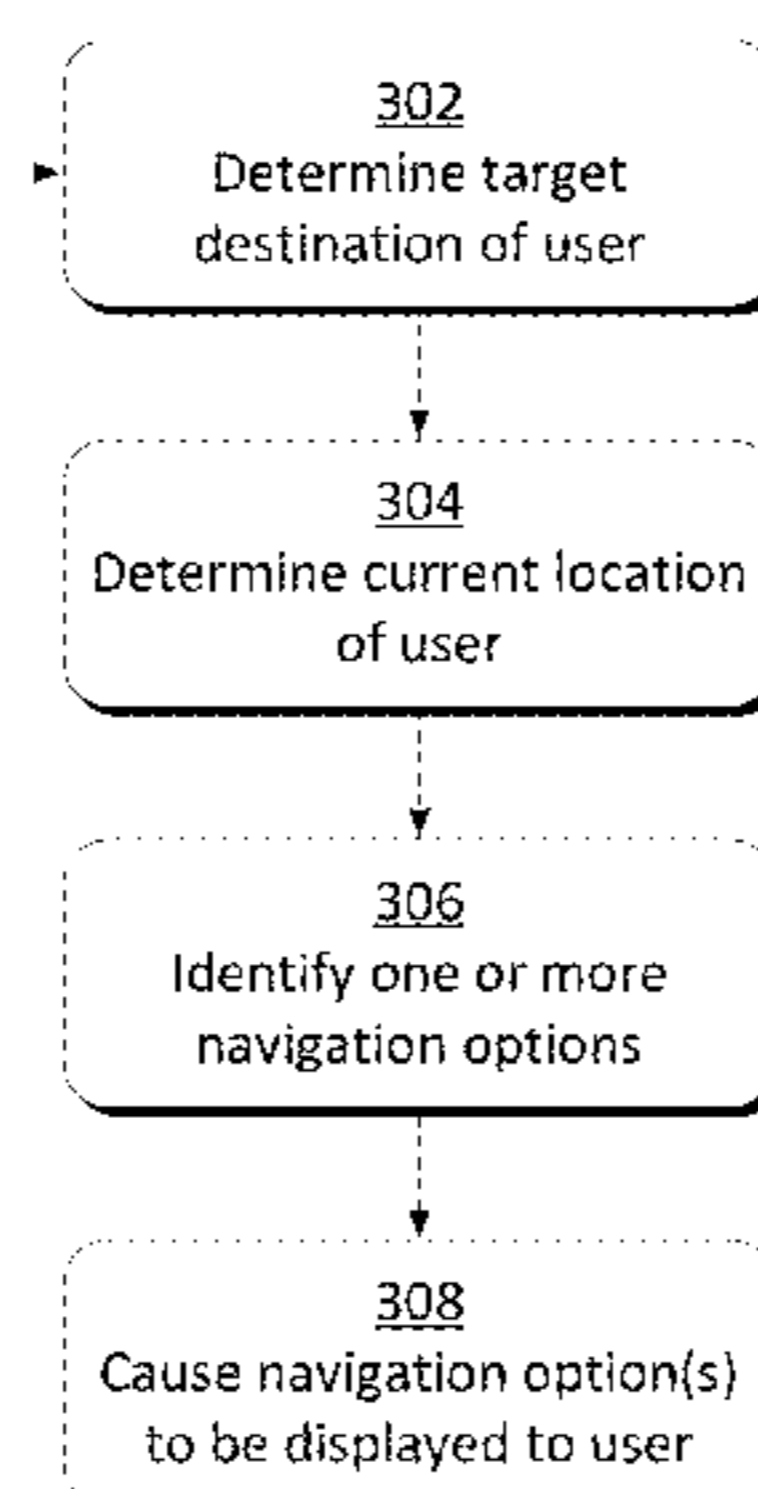 302
Determine target
destination of user
304
Determine current location
of user
306
Identify one or more
navigation options
308
Cause navigation option(s)
to be displayed to user